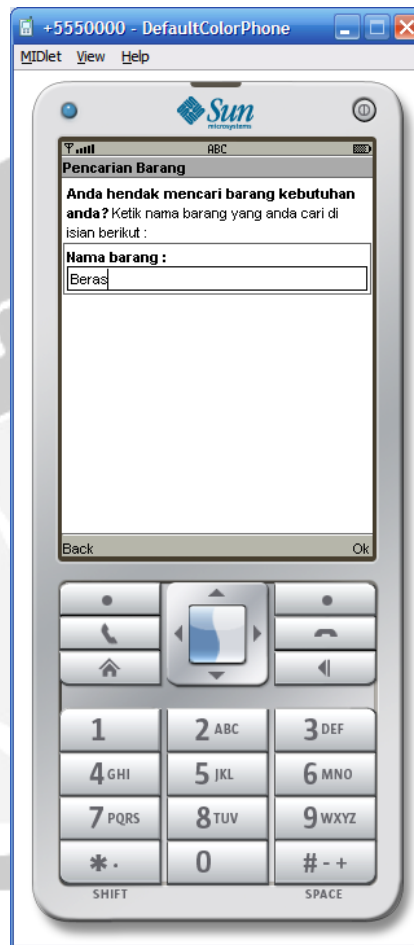 +5550000 - DefaultColorPhone
MIDlet View Help
Sun
microsystems
ABC
Pencarian Barang
Anda hendak mencari barang kebutuhan
anda? Ketik nama barang yang anda cari di
isian berikut :
Nama barang :
Beras
Back Ok
1 2 ABC 3 DEF
4 GHI 5 JKL 6 MNO
7 PQRS 8 TUV 9 WXYZ
* . 0 # - +
SHIFT SPACE